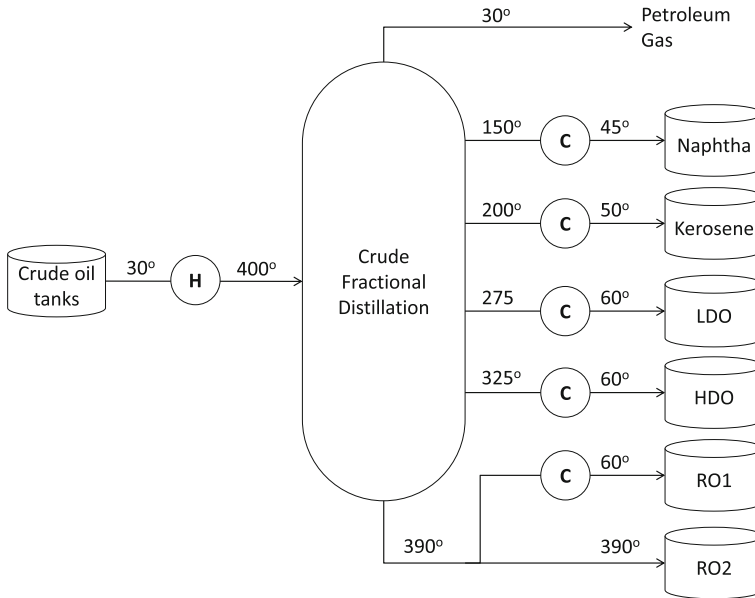 30° Petroleum
Gas
150° C 45° Naphtha
200° C 50° Kerosene
Crude oil
tanks
30° H 400°
Crude
Fractional
Distillation
275 C 60° LDO
325° C 60° HDO
C 60° RO1
390° 390° RO2